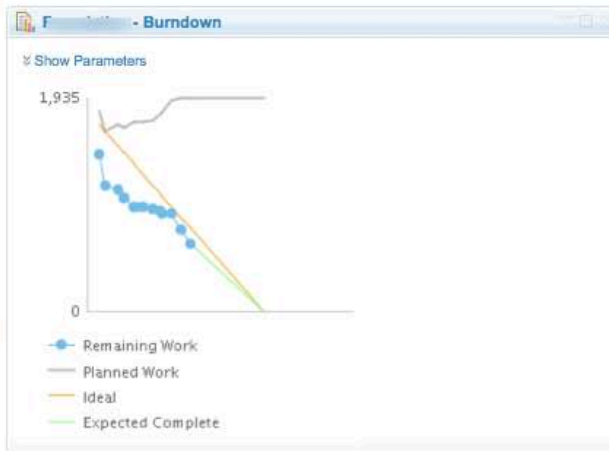 - Burndown
Show Parameters
1,935
0
Remaining Work
Planned Work
Ideal
Expected Complete